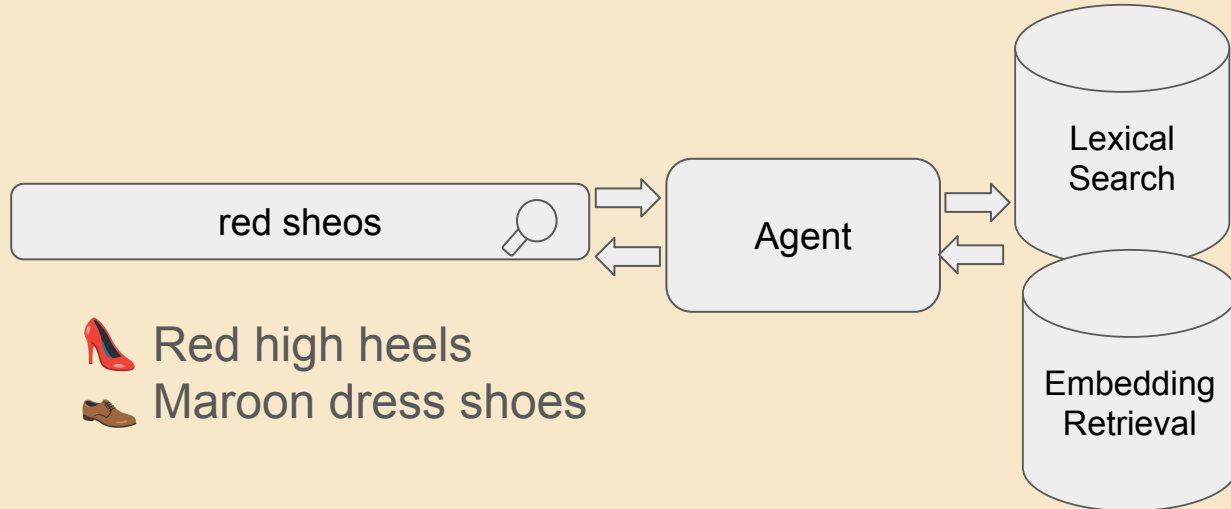 red sheos
Agent
Lexical
Search
Embedding
Retrieval
Red high heels
Maroon dress shoes